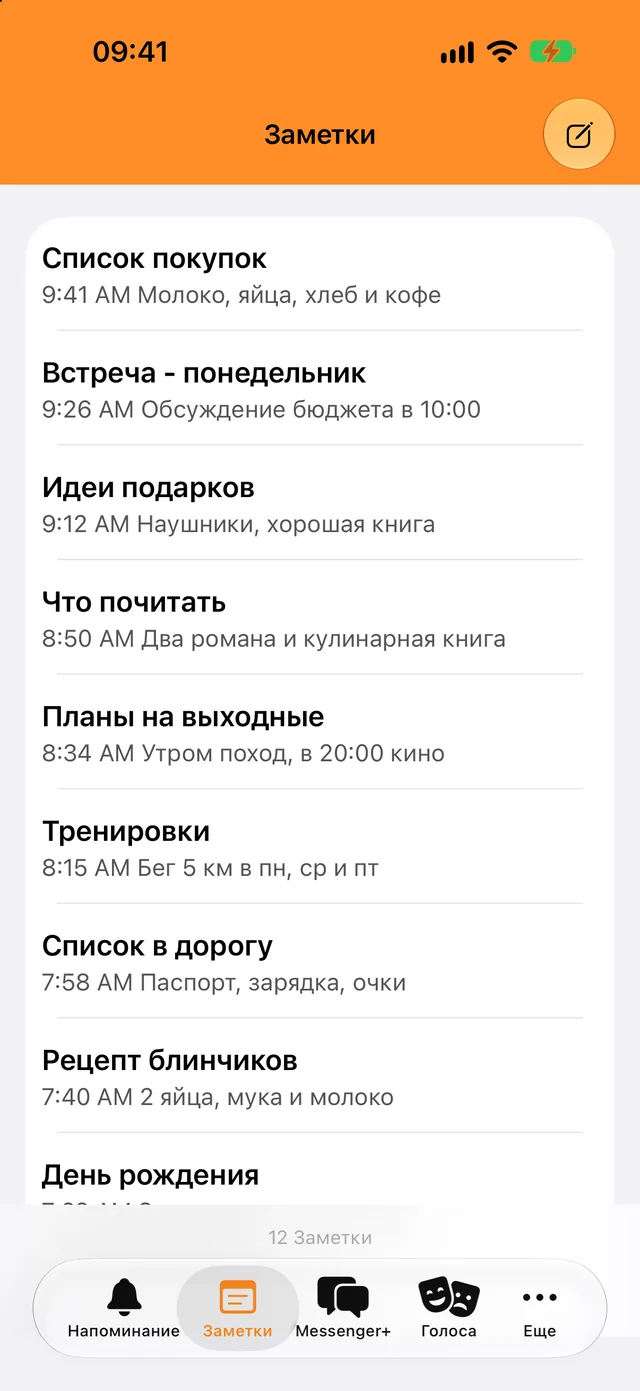 09:41
Заметки
Список покупок
9:41 AM Молоко, яйца, хлеб и кофе
Встреча - понедельник
9:26 AM Обсуждение бюджета в 10:00
Идеи подарков
9:12 AM Наушники, хорошая книга
Что почитать
8:50 AM Два романа и кулинарная книга
Планы на выходные
8:34 AM Утром поход, в 20:00 кино
Тренировки
8:15 AM Бег 5 км в пн, ср и пт
Список в дорогу
7:58 AM Паспорт, зарядка, очки
Рецепт блинчиков
7:40 AM 2 яйца, мука и молоко
День рождения
12 Заметки
Напоминание Заметки Messenger+ Голоса Еще